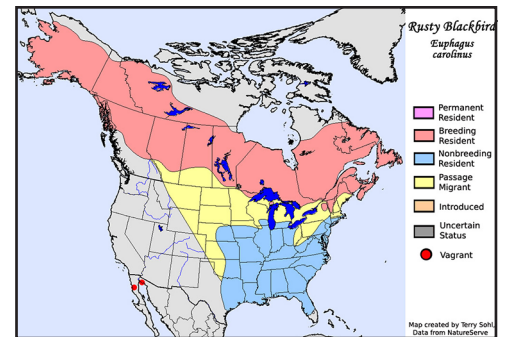 Rusty Blackbird
Euphagus
carolinus
Permanent
Resident
Breeding
Resident
Nonbreeding
Resident
Passage
Migrant
Introduced
Uncertain
Status
Vagrant
Map created by Terry Sohl,
Data from NatureServe